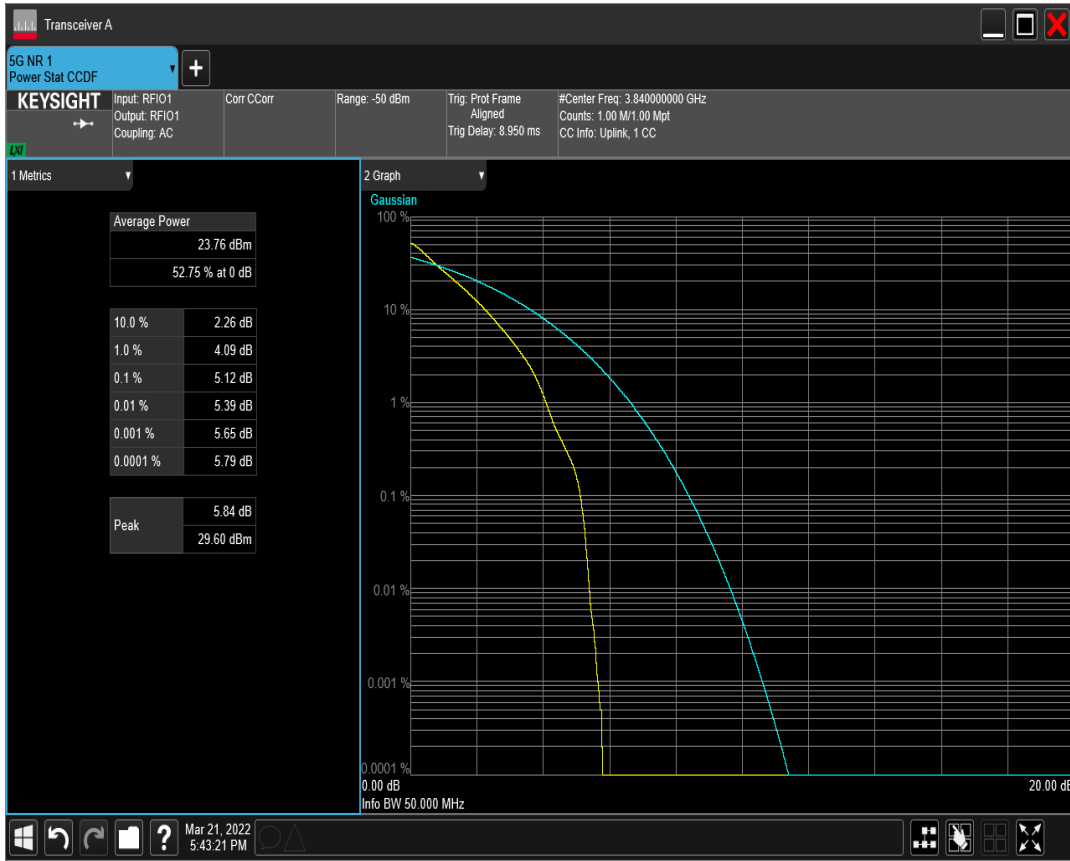 Transceiver A
5G NR 1
Power Stat CCDF
KEYSIGHT
LXI
Input: RFIO1
Output: RFIO1
Coupling: AC
Corr CCorr
Range: -50 dBm
Trig: Prot Frame
Aligned
Trig Delay: 8.950 ms
#Center Freq: 3.840000000 GHz
Counts: 1.00 M/1.00 Mpt
CC Info: Uplink, 1 CC
1 Metrics
Average Power
23.76 dBm
52.75 % at 0 dB
10.0 % 2.26 dB
1.0 % 4.09 dB
0.1 % 5.12 dB
0.01 % 5.39 dB
0.001 % 5.65 dB
0.0001 % 5.79 dB
Peak
5.84 dB
29.60 dBm
2 Graph
Gaussian
100 %
10 %
1 %
0.1 %
0.01 %
0.001 %
0.0001 %
0.00 dB
20.00 dB
Info BW 50.000 MHz
Mar 21, 2022
5:43:21 PM